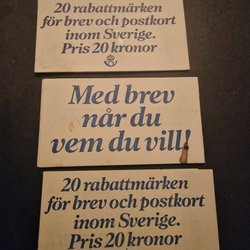 20 rabattmärken
för brev och postkort
inom Sverige.
Pris 20 kronor
Med brev
når du
vem du vill!
20 rabattmärken
för brev och postkort
inom Sverige.
Pris 20 kronor